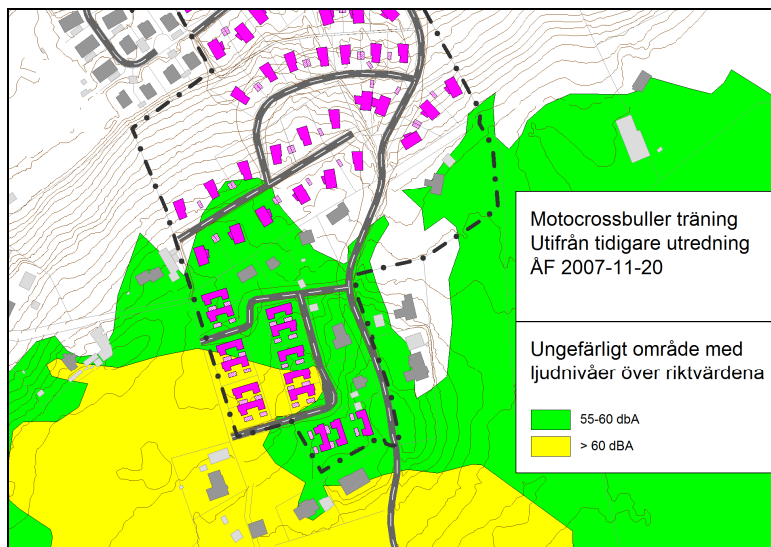 Motocrossbuller träning
Utifrån tidigare utredning
ÅF 2007-11-20
Ungefärligt område med
ljudnivåer över riktvärdena
55-60 dbA
> 60 dBA